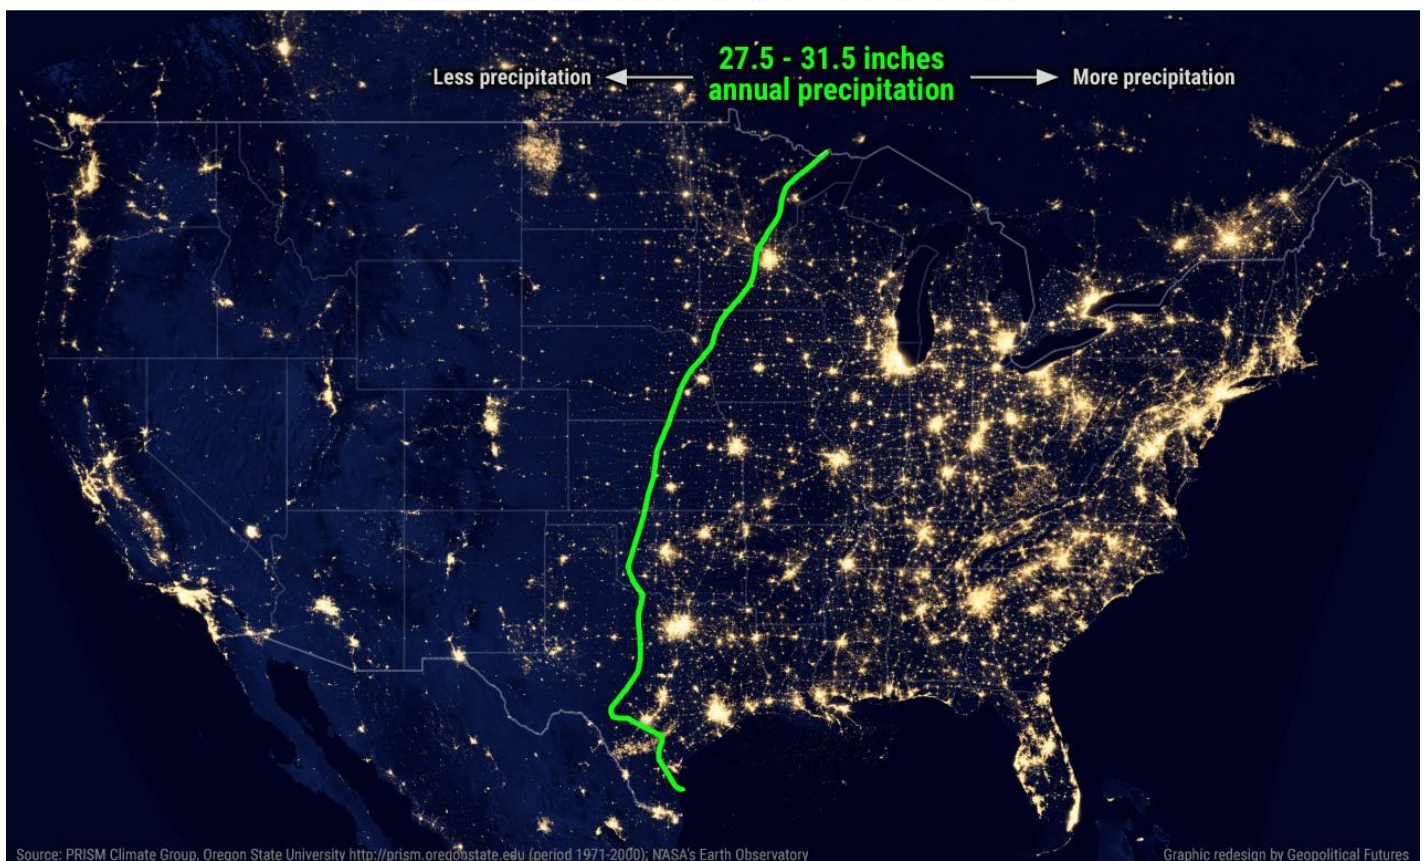 27.5 - 31.5 inches
Less precipitation
annual precipitation
More precipitation
Source: PRISM Climate Group, Oregon State University http://prism.oregonstate.edu (period 1971-2000); NASA's Earth Observatory
Graphic redesign by Geopolitical Futures